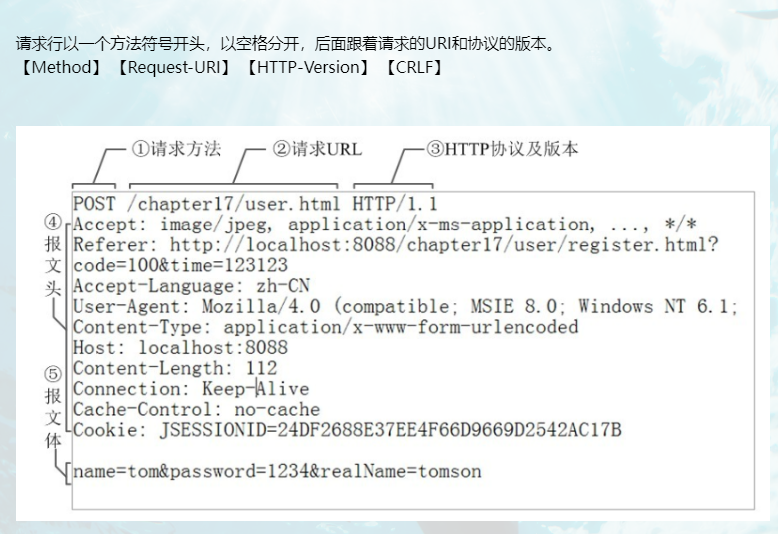 请求行以一个方法符号开头，以空格分开，后面跟着请求的URI和协议的版本。
【Method】 【Request-URI】 【HTTP-Version】 【CRLF】
①请求方法 ②请求URL ③HTTP协议及版本
POST /chapter17/user.html HTTP/1.1
④报文头
Accept: image/jpeg, application/x-ms-application, ..., */*
Referer: http://localhost:8088/chapter17/user/register.html?
code=100&time=123123
Accept-Language: zh-CN
User-Agent: Mozilla/4.0 (compatible; MSIE 8.0; Windows NT 6.1;
Content-Type: application/x-www-form-urlencoded
Host: localhost:8088
Content-Length: 112
Connection: Keep-Alive
Cache-Control: no-cache
Cookie: JSESSIONID=24DF2688E37EE4F66D9669D2542AC17B
⑤报文体
name=tom&password=1234&realName=tomson